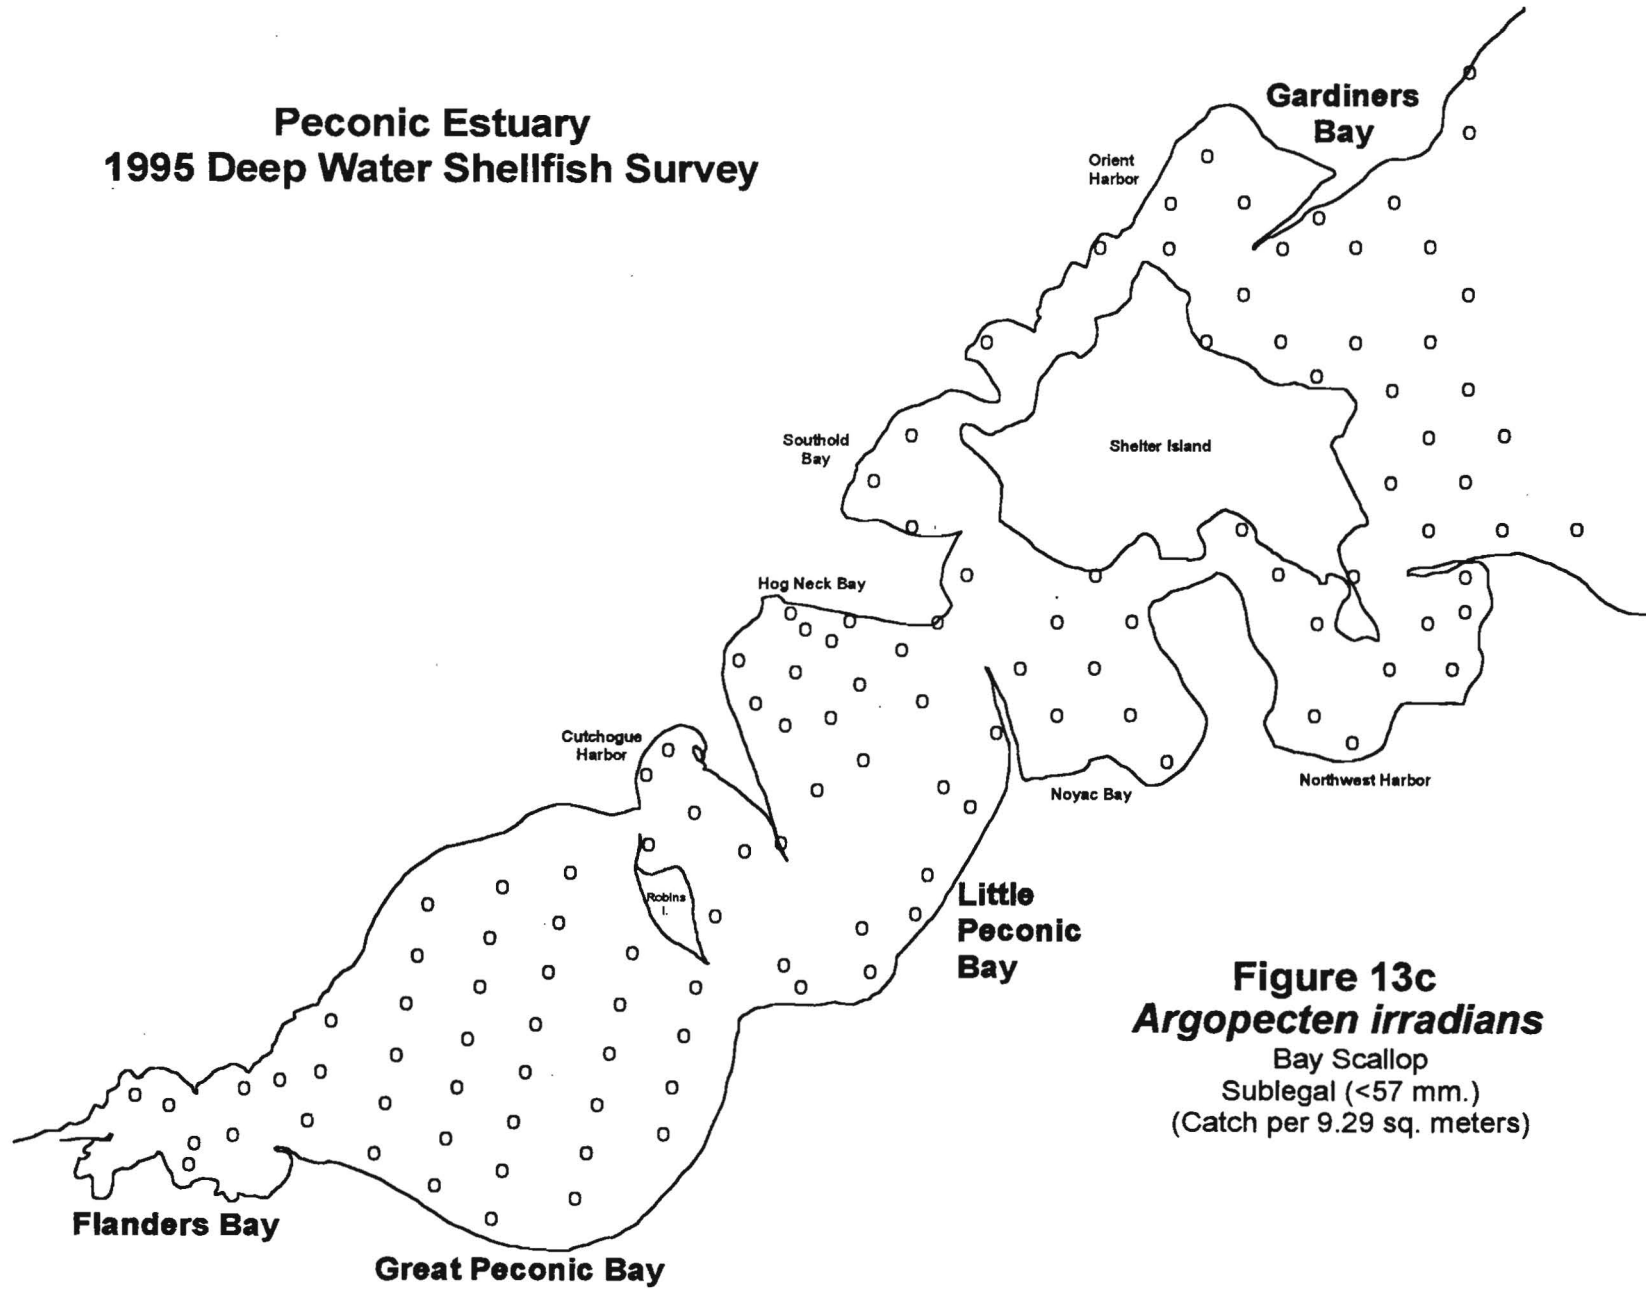 Peconic Estuary
1995 Deep Water Shellfish Survey
Gardiners
Bay
Orient
Harbor
Southold
Bay
Shelter Island
Hog Neck Bay
Cutchogue
Harbor
Noyac Bay
Northwest Harbor
Robins
I.
Little
Peconic
Bay
Figure 13c
Argopecten irradians
Bay Scallop
Sublegal (<57 mm.)
(Catch per 9.29 sq. meters)
Flanders Bay
Great Peconic Bay